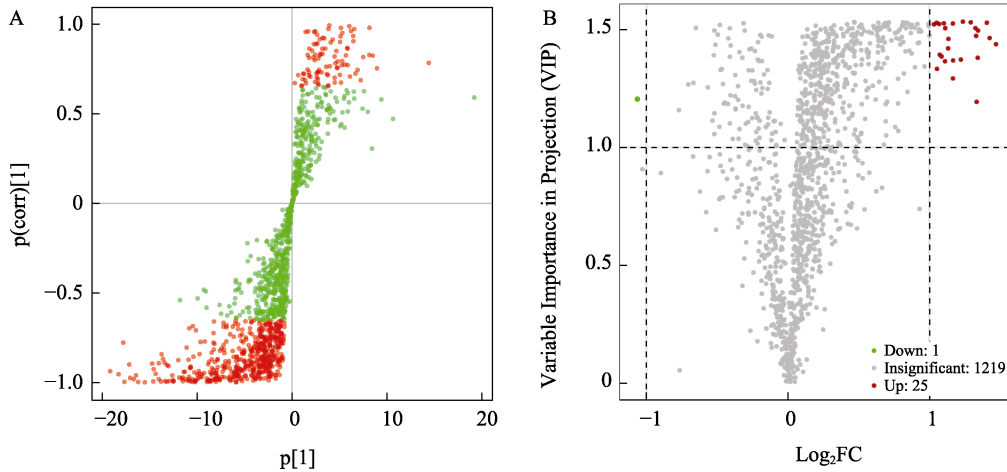 A
1.0
0.5
0
−0.5
−1.0
p(corr)[1]
−20
−10
0
10
20
p[1]
B
1.5
1.0
0.5
0
Variable Importance in Projection (VIP)
Down: 1
Insignificant: 1219
Up: 25
−1
0
1
Log₂FC